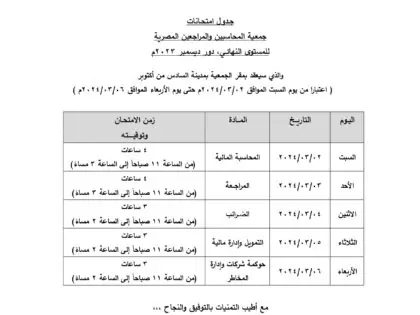 جدول امتحانات
جمعية المحاسبين والمراجعين المصرية
للمستوى النهائي، دور ديسمبر ٢٠٢٣م
والذي سيعقد بمقر الجمعية بمدينة السادس من أكتوبر
( اعتبارا من يوم السبت الموافق ٢٠٢٤/٠٣/٠٢م حتى يوم الأربعاء الموافق ٢٠٢٤/٠٣/٠٦م )
اليوم التاريخ المادة زمن الامتحان وتوقيته
السبت ٢٠٢٤/٠٣/٠٢ المحاسبة المالية ٤ ساعات
(من الساعة ١١ صباحاً إلى الساعة ٣ مساءً)
الأحد ٢٠٢٤/٠٣/٠٣ المراجعة ٤ ساعات
(من الساعة ١١ صباحاً إلى الساعة ٣ مساءً)
الاثنين ٢٠٢٤/٠٣/٠٤ الضرائب ٣ ساعات
(من الساعة ١١ صباحاً إلى الساعة ٢ مساءً)
الثلاثاء ٢٠٢٤/٠٣/٠٥ التمويل وإدارة مالية ٣ ساعات
(من الساعة ١١ صباحاً إلى الساعة ٢ مساءً)
الأربعاء ٢٠٢٤/٠٣/٠٦ حوكمة شركات وإدارة المخاطر ٣ ساعات
(من الساعة ١١ صباحاً إلى الساعة ٢ مساءً)
مع أطيب التمنيات بالتوفيق والنجاح ،،،